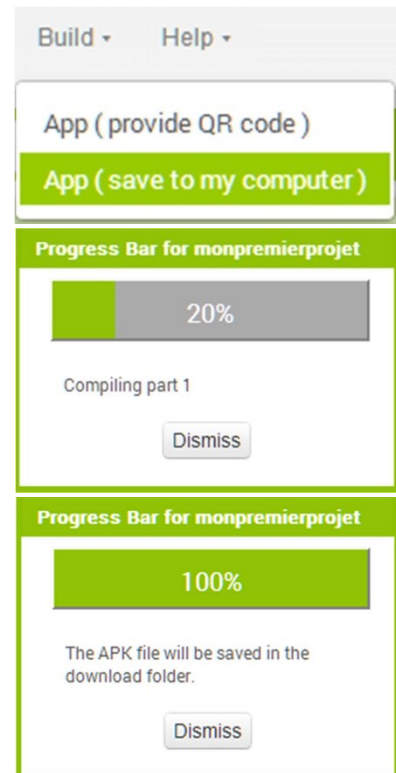 Build ▾ Help ▾
App ( provide QR code )
App ( save to my computer )
Progress Bar for monpremierprojet
20%
Compiling part 1
Dismiss
Progress Bar for monpremierprojet
100%
The APK file will be saved in the
download folder.
Dismiss